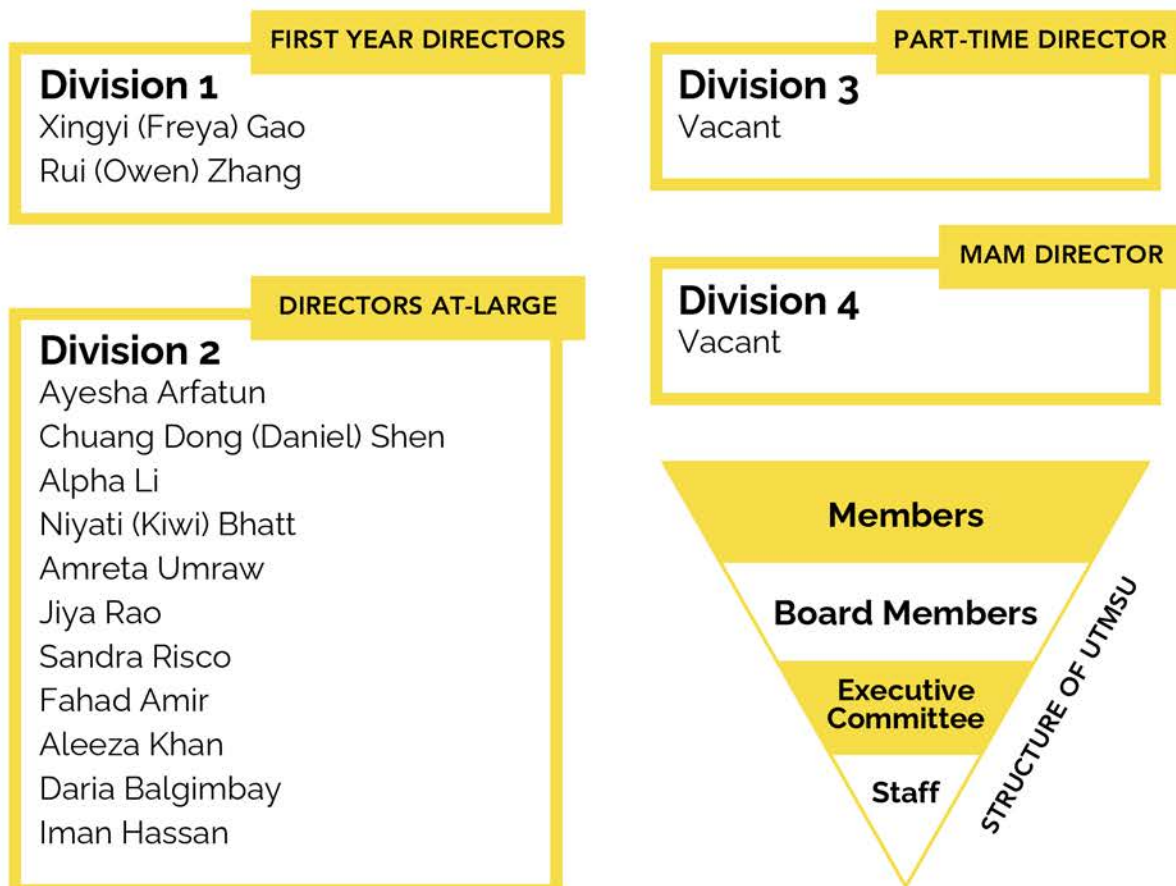 FIRST YEAR DIRECTORS
Division 1
Xingyi (Freya) Gao
Rui (Owen) Zhang
DIRECTORS AT-LARGE
Division 2
Ayesha Arfatun
Chuang Dong (Daniel) Shen
Alpha Li
Niyati (Kiwi) Bhatt
Amreta Umraw
Jiya Rao
Sandra Risco
Fahad Amir
Aleeza Khan
Daria Balgimbay
Iman Hassan
PART-TIME DIRECTOR
Division 3
Vacant
MAM DIRECTOR
Division 4
Vacant
Members
Board Members
Executive
Committee
Staff
STRUCTURE OF UTMSU